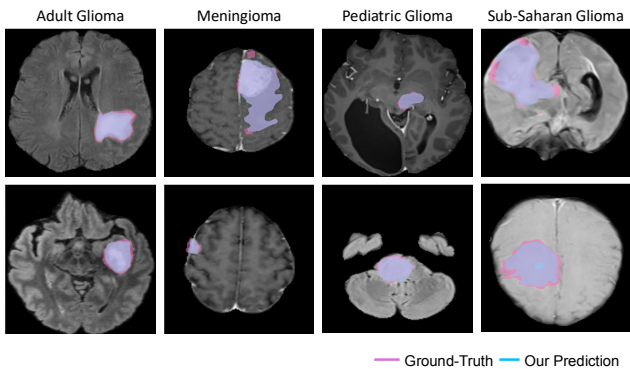 Adult Glioma Meningioma Pediatric Glioma Sub-Saharan Glioma
Ground-Truth Our Prediction